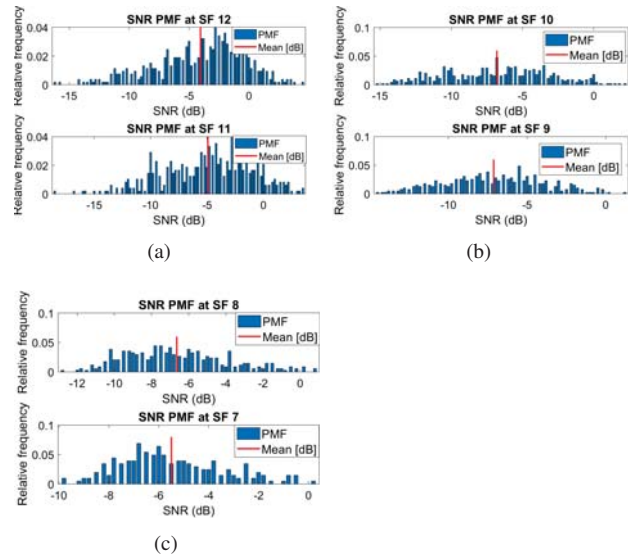 SNR PMF at SF 12
Relative frequency
0.04
0.02
0
PMF
Mean [dB]
-15 -10 -5 0
SNR (dB)
SNR PMF at SF 11
Relative frequency
0.04
0.02
0
PMF
Mean [dB]
-15 -10 -5 0
SNR (dB)
(a)
SNR PMF at SF 10
Relative frequency
0.1
0.05
0
PMF
Mean [dB]
-15 -10 -5 0
SNR (dB)
SNR PMF at SF 9
Relative frequency
0.1
0.05
0
PMF
Mean [dB]
-10 -5 0
SNR (dB)
(b)
SNR PMF at SF 8
Relative frequency
0.1
0.05
0
PMF
Mean [dB]
-12 -10 -8 -6 -4 -2 0
SNR (dB)
SNR PMF at SF 7
Relative frequency
0.1
0.05
0
PMF
Mean [dB]
-10 -8 -6 -4 -2 0
SNR (dB)
(c)